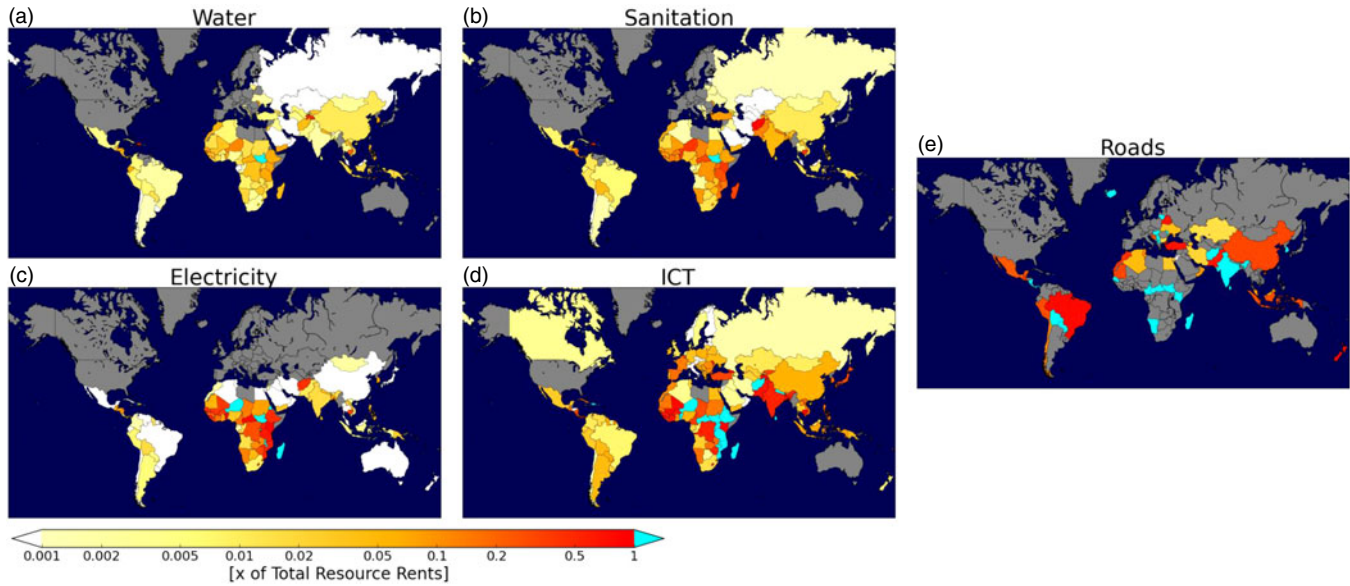 (a) Water
(b) Sanitation
(c) Electricity
(d) ICT
(e) Roads
0.001 0.002 0.005 0.01 0.02 0.05 0.1 0.2 0.5 1
[x of Total Resource Rents]